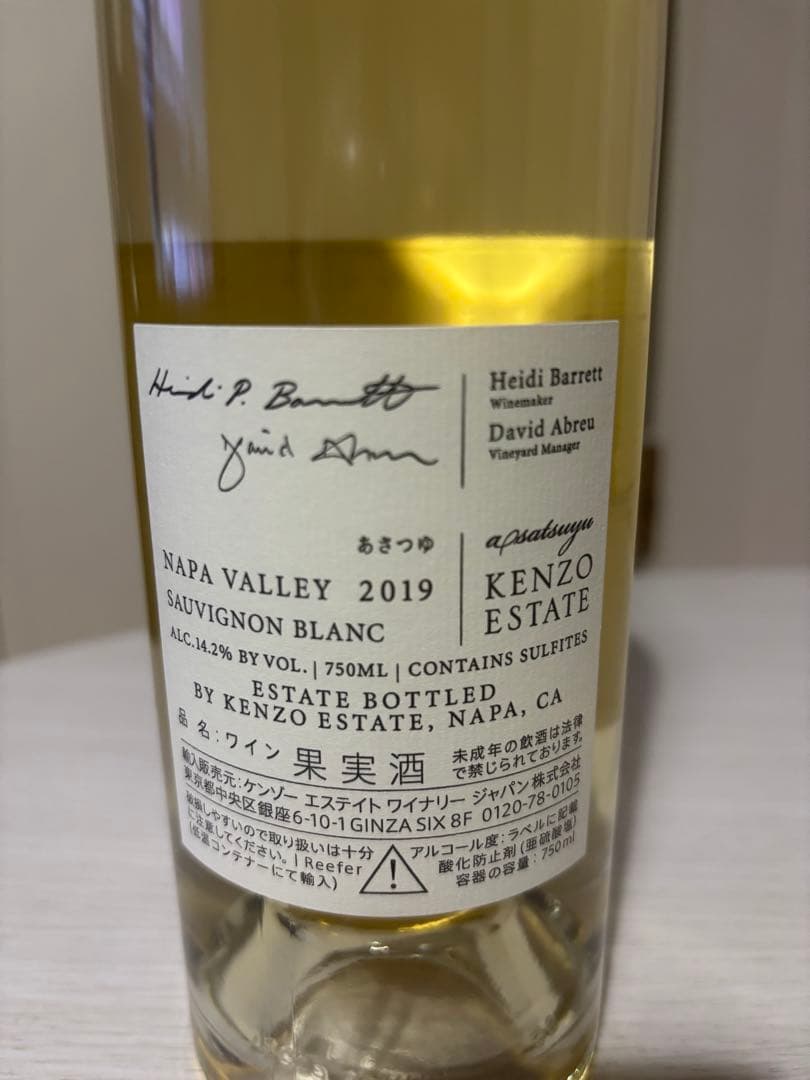 Heidi P. Barrett
David Abreu
Heidi Barrett
Winemaker
David Abreu
Vineyard Manager
あさつゆ
NAPA VALLEY 2019
SAUVIGNON BLANC
asatsuyu
KENZO
ESTATE
ALC.14.2% BY VOL. | 750ML | CONTAINS SULFITES
ESTATE BOTTLED
BY KENZO ESTATE, NAPA, CA
品 名:ワイン 果実酒
未成年の飲酒は法律
で禁じられております。
輸入販売元:ケンゾー エステイト ワイナリー ジャパン株式会社
東京都中央区銀座6-10-1 GINZA SIX 8F 0120-78-0105
破損しやすいので取り扱いは十分
に注意してください。| Reefer
(低温コンテナーにて輸入)
アルコール度:ラベルに記載
酸化防止剤(亜硫酸塩)
容器の容量:750ml